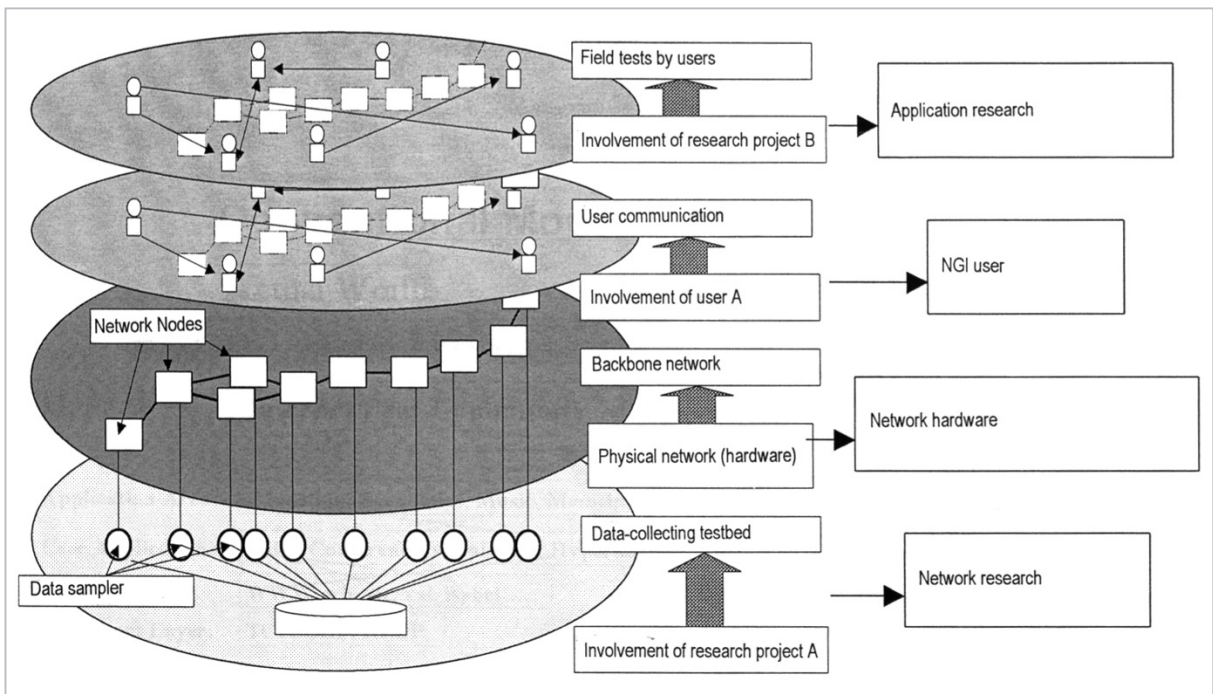 Field tests by users
Application research
Involvement of research project B
User communication
NGI user
Involvement of user A
Network Nodes
Backbone network
Network hardware
Physical network (hardware)
Data-collecting testbed
Data sampler
Network research
Involvement of research project A